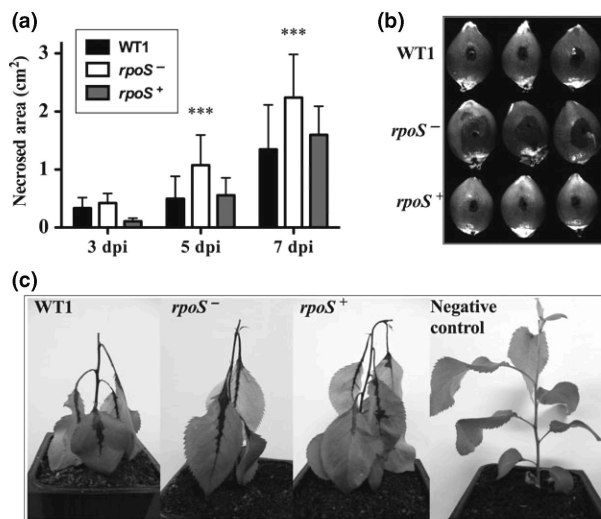 (a)
WT1
rpoS⁻
rpoS⁺
Necrosed area (cm²)
3
2
1
0
***
***
3 dpi 5 dpi 7 dpi
(b)
WT1
rpoS⁻
rpoS⁺
(c)
WT1 rpoS⁻ rpoS⁺ Negative
control